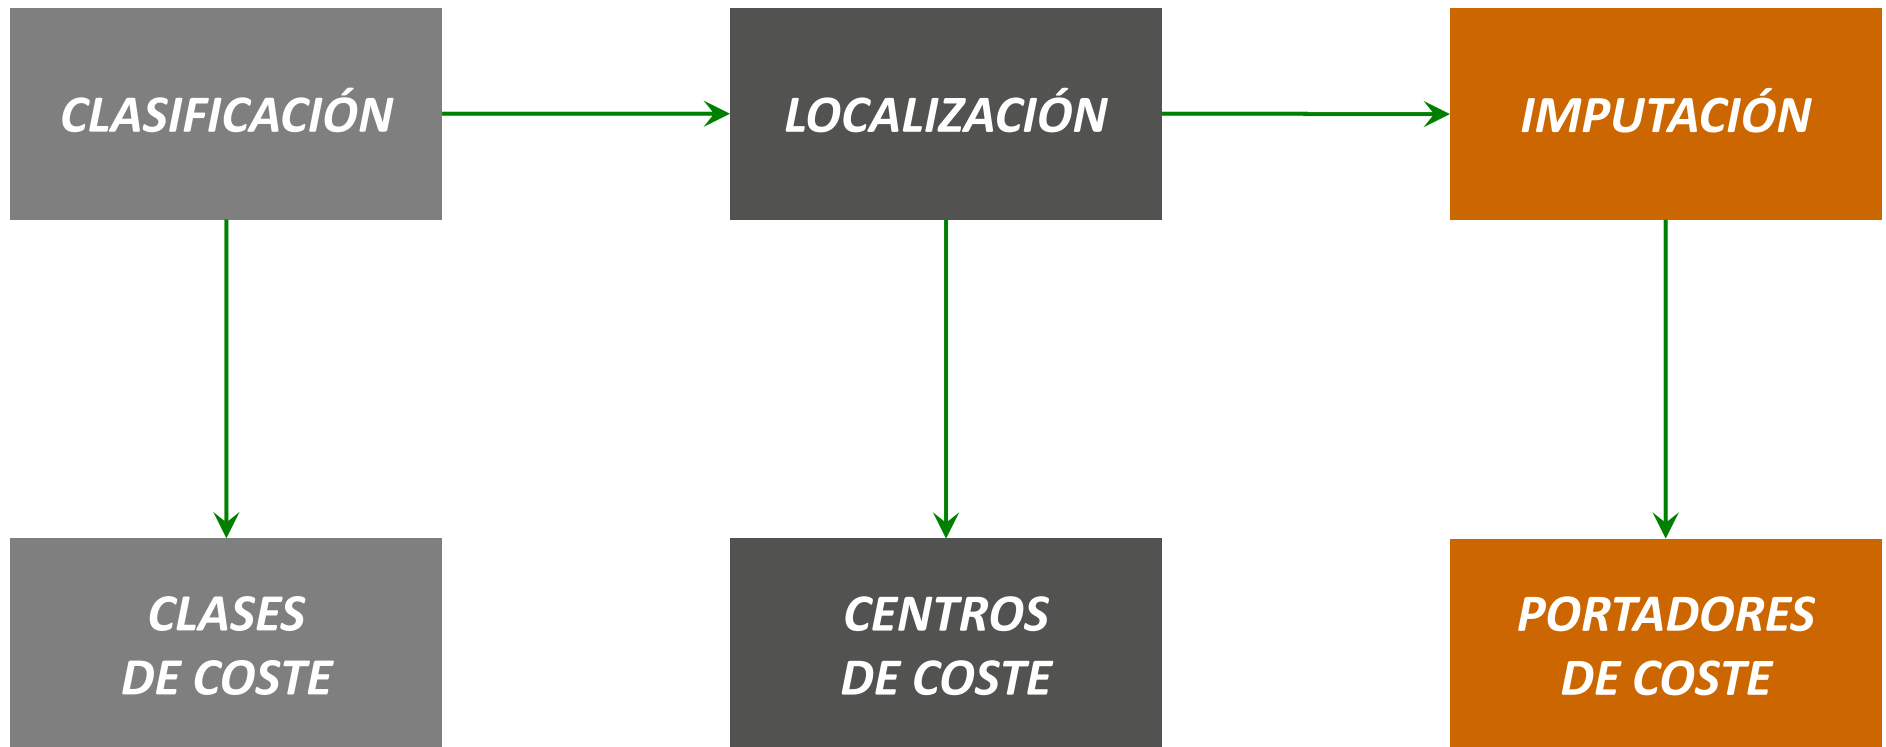 CLASIFICACIÓN
LOCALIZACIÓN
IMPUTACIÓN
CLASES
DE COSTE
CENTROS
DE COSTE
PORTADORES
DE COSTE